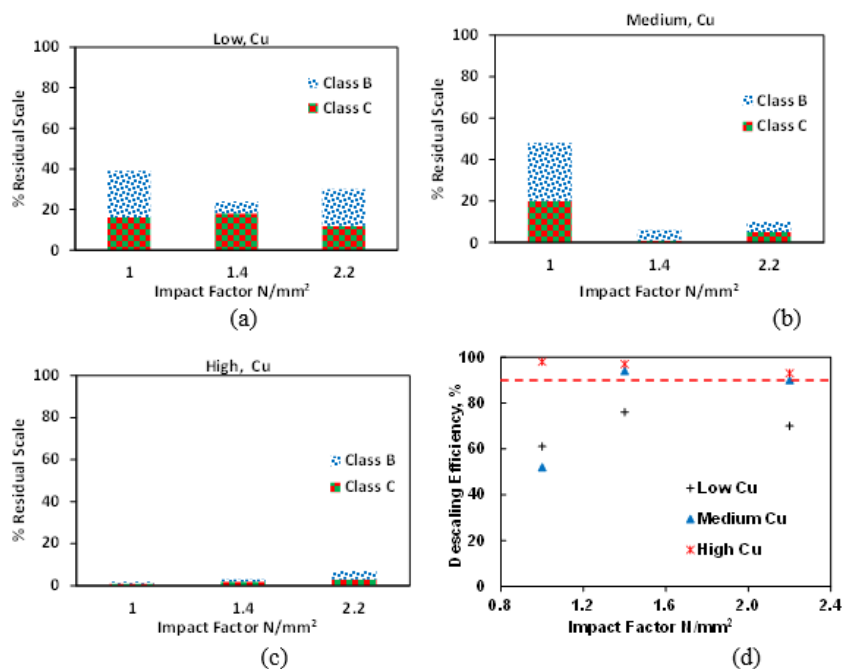 Low, Cu
100
80
60
40
20
0
% Residual Scale
Class B
Class C
1 1.4 2.2
Impact Factor N/mm²
(a)
Medium, Cu
100
80
60
40
20
0
% Residual Scale
Class B
Class C
1 1.4 2.2
Impact Factor N/mm²
(b)
High, Cu
100
80
60
40
20
0
% Residual Scale
Class B
Class C
1 1.4 2.2
Impact Factor N/mm²
(c)
100
80
60
40
20
0
Descaling Efficiency, %
Low Cu
Medium Cu
High Cu
0.8 1.2 1.6 2.0 2.4
Impact Factor N/mm²
(d)